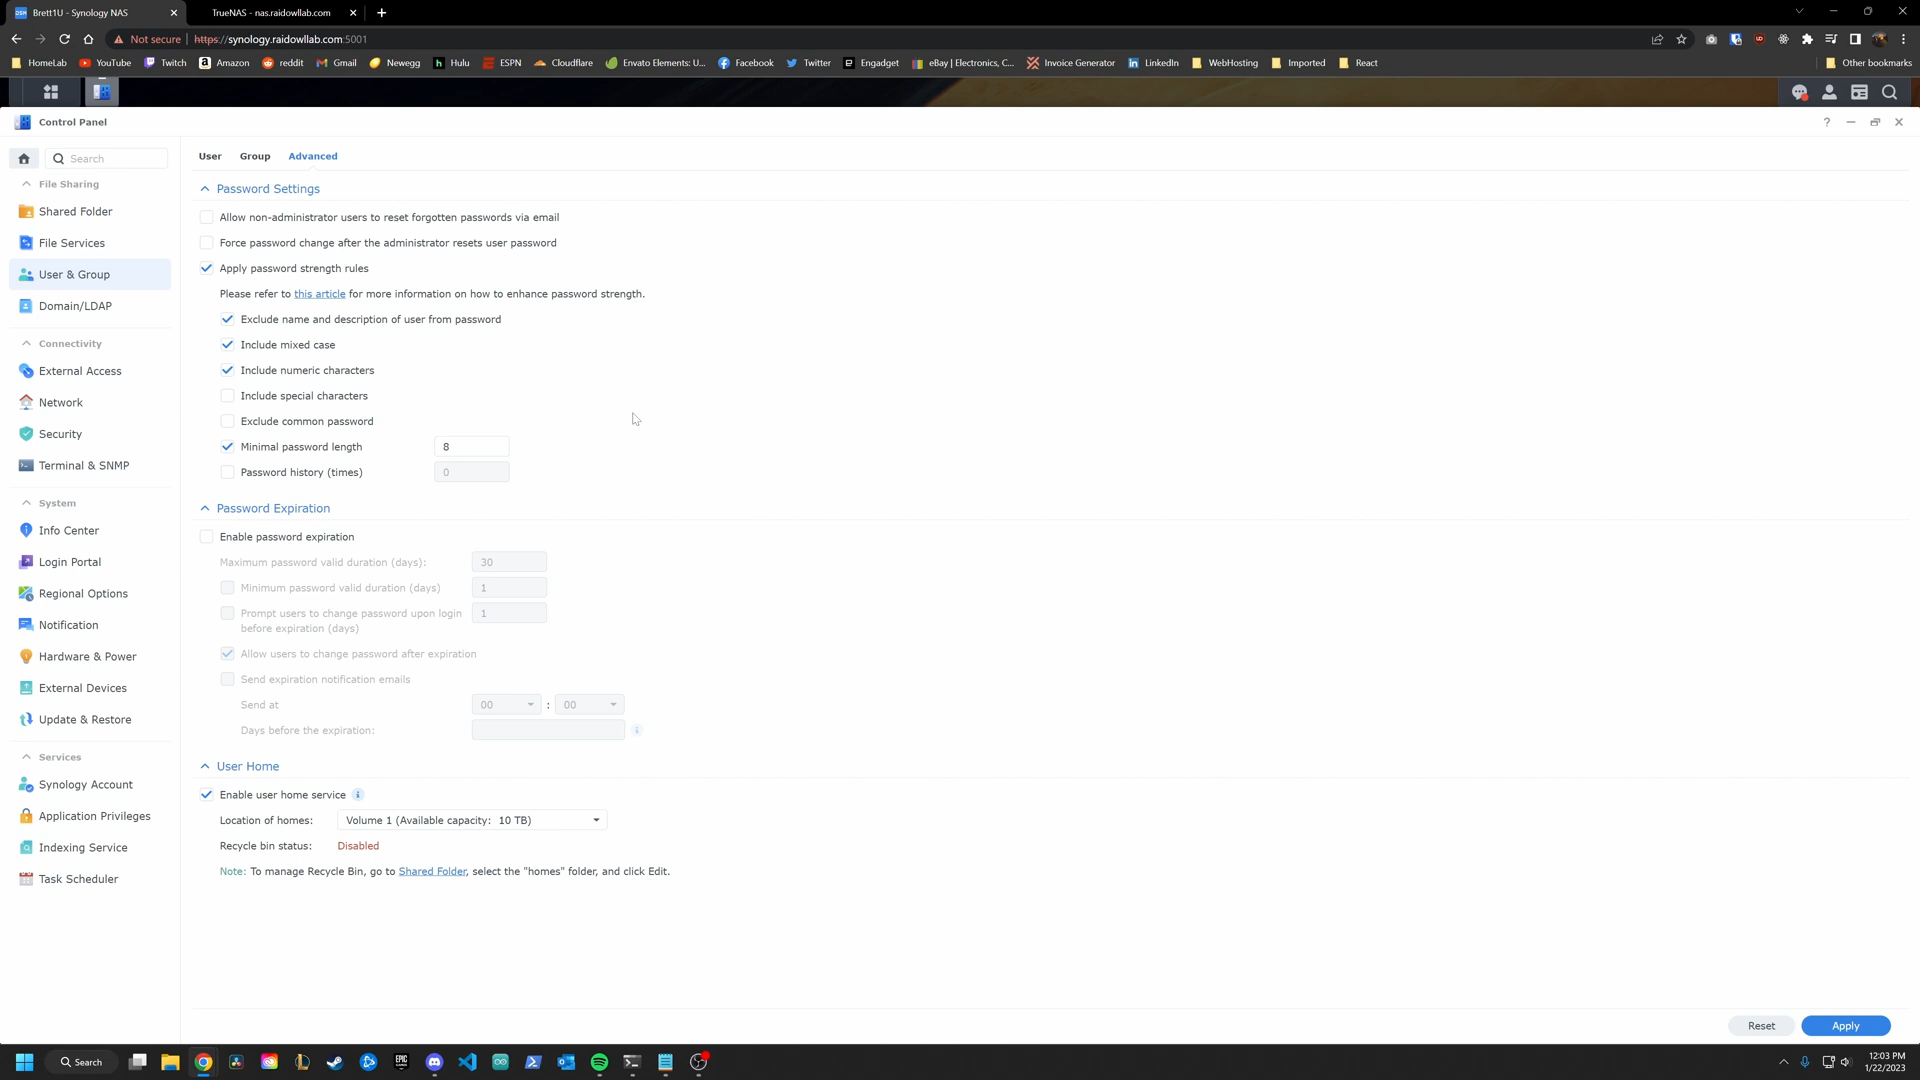 Brett1U - Synology NAS
TrueNAS - nas.raidowllab.com
Not secure
https://synology.raidowllab.com:5001
HomeLab
YouTube
Twitch
Amazon
reddit
Gmail
Newegg
Hulu
ESPN
Cloudflare
Envato Elements: U...
Facebook
Twitter
Engadget
eBay | Electronics, C...
Invoice Generator
LinkedIn
WebHosting
Imported
React
Other bookmarks
Control Panel
Search
File Sharing
Shared Folder
File Services
User & Group
Domain/LDAP
Connectivity
External Access
Network
Security
Terminal & SNMP
System
Info Center
Login Portal
Regional Options
Notification
Hardware & Power
External Devices
Update & Restore
Services
Synology Account
Application Privileges
Indexing Service
Task Scheduler
User
Group
Advanced
Password Settings
Allow non-administrator users to reset forgotten passwords via email
Force password change after the administrator resets user password
Apply password strength rules
Please refer to this article for more information on how to enhance password strength.
Exclude name and description of user from password
Include mixed case
Include numeric characters
Include special characters
Exclude common password
Minimal password length 8
Password history (times) 0
Password Expiration
Enable password expiration
Maximum password valid duration (days): 30
Minimum password valid duration (days) 1
Prompt users to change password upon login 1
before expiration (days)
Allow users to change password after expiration
Send expiration notification emails
Send at 00 : 00
Days before the expiration:
User Home
Enable user home service
Location of homes: Volume 1 (Available capacity: 10 TB)
Recycle bin status: Disabled
Note: To manage Recycle Bin, go to Shared Folder, select the "homes" folder, and click Edit.
Reset
Apply
Search
EPIC
12:03 PM
1/22/2023